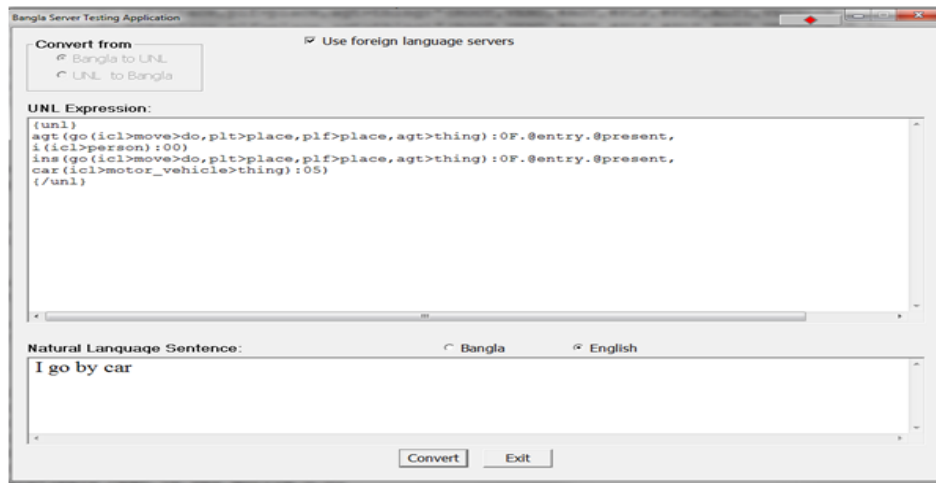 Bangla Server Testing Application
Convert from
Use foreign language servers
Bangla to UNL
UNL to Bangla
UNL Expression:
{unl}
agt(go(icl>move>do,plt>place,plf>place,agt>thing):0F.@entry.@present,
i(icl>person):00)
ins(go(icl>move>do,plt>place,plf>place,agt>thing):0F.@entry.@present,
car(icl>motor_vehicle>thing):05)
{/unl}
Natural Language Sentence:
Bangla
English
I go by car
Convert
Exit